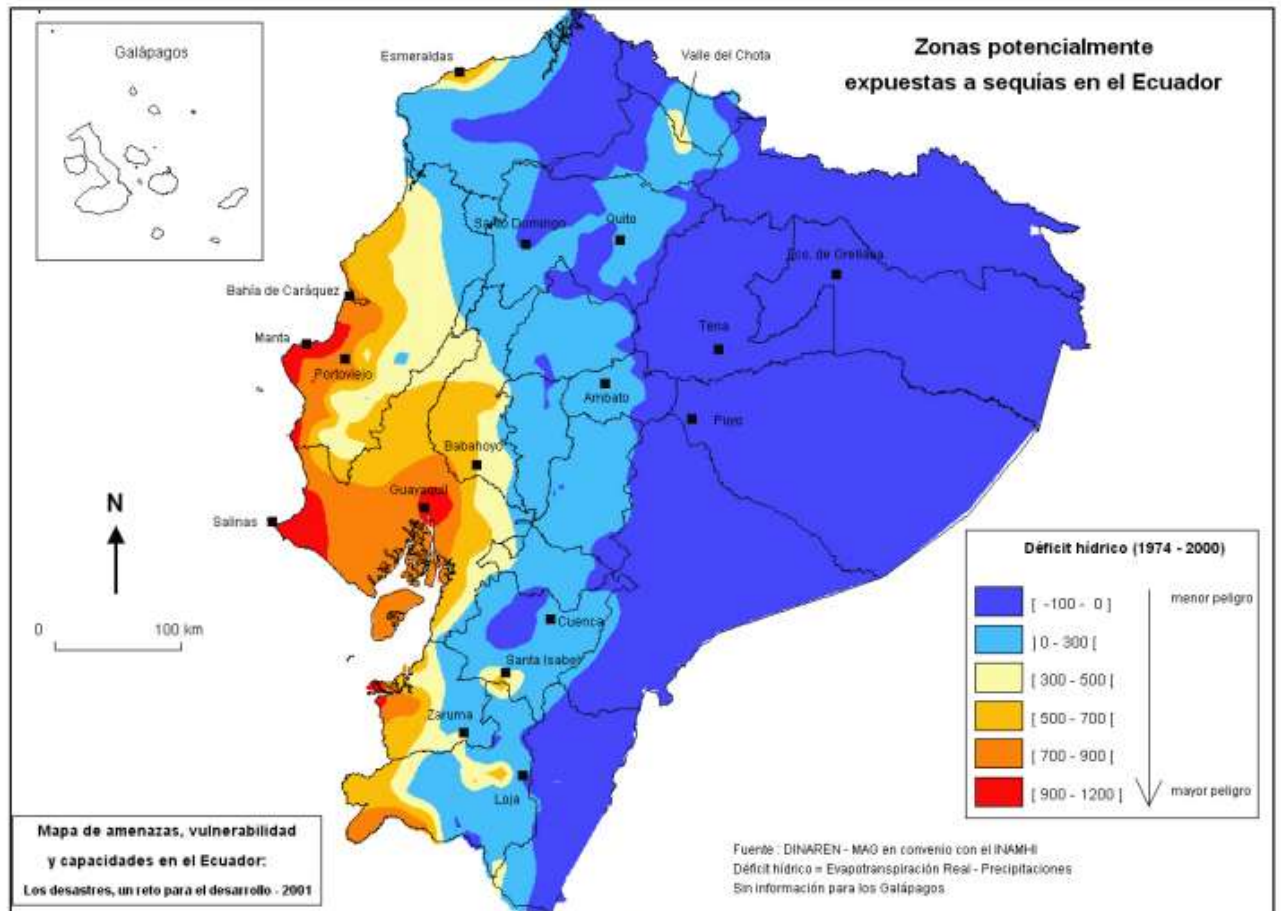 Zonas potencialmente
expuestas a sequías en el Ecuador
Galápagos
Esmeraldas
Valle del Chota
Santo Domingo
Quito
Fco. de Orellana
Bahía de Caráquez
Manta
Portoviejo
Tena
Ambato
Puyo
Babahoyo
Guayaquil
Salinas
N
0 100 km
Cuenca
Santa Isabel
Zaruma
Loja
Déficit hídrico (1974 - 2000)
[ -100 - 0 ]
] 0 - 300 [
[ 300 - 500 [
[ 500 - 700 [
[ 700 - 900 [
[ 900 - 1200 ]
menor peligro
mayor peligro
Mapa de amenazas, vulnerabilidad
y capacidades en el Ecuador:
Los desastres, un reto para el desarrollo - 2001
Fuente : DINAREN - MAG en convenio con el INAMHI
Déficit hídrico = Evapotranspiración Real - Precipitaciones
Sin información para los Galápagos